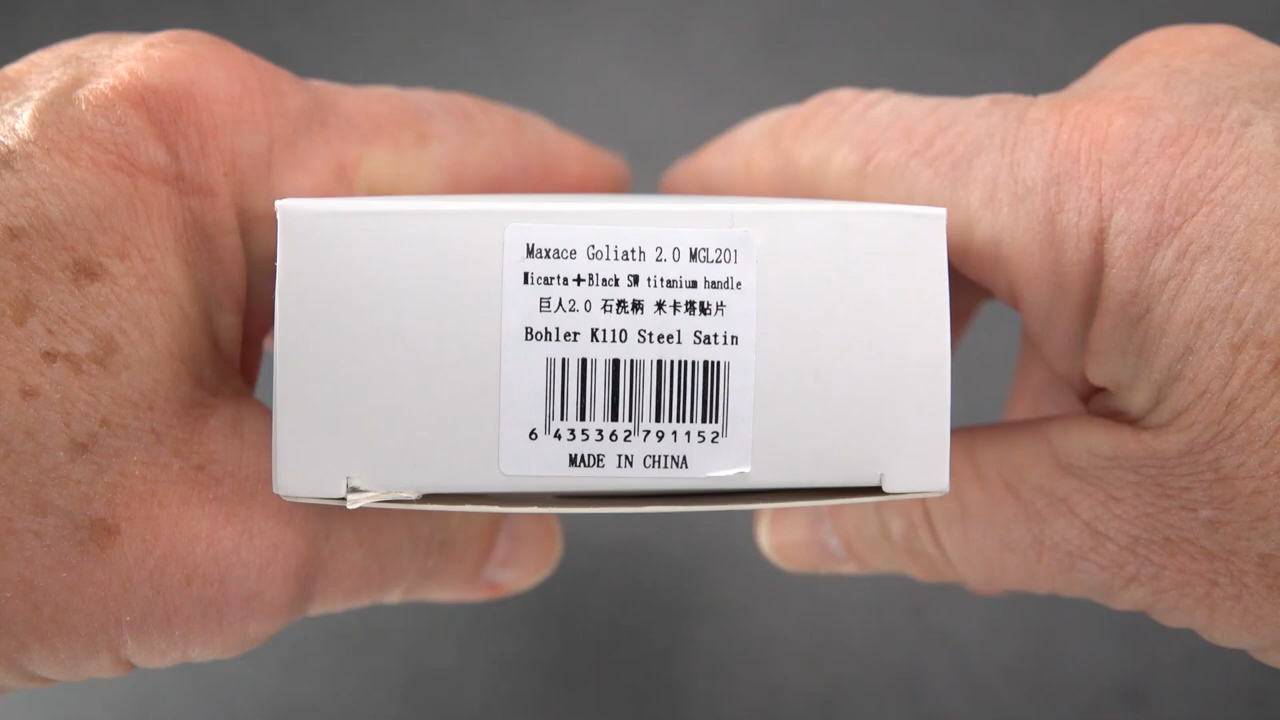 Maxace Goliath 2.0 MGL201
Micarta+Black SW titanium handle
巨人2.0 石洗柄 米卡塔贴片
Bohler K110 Steel Satin
6 435362 791152
MADE IN CHINA